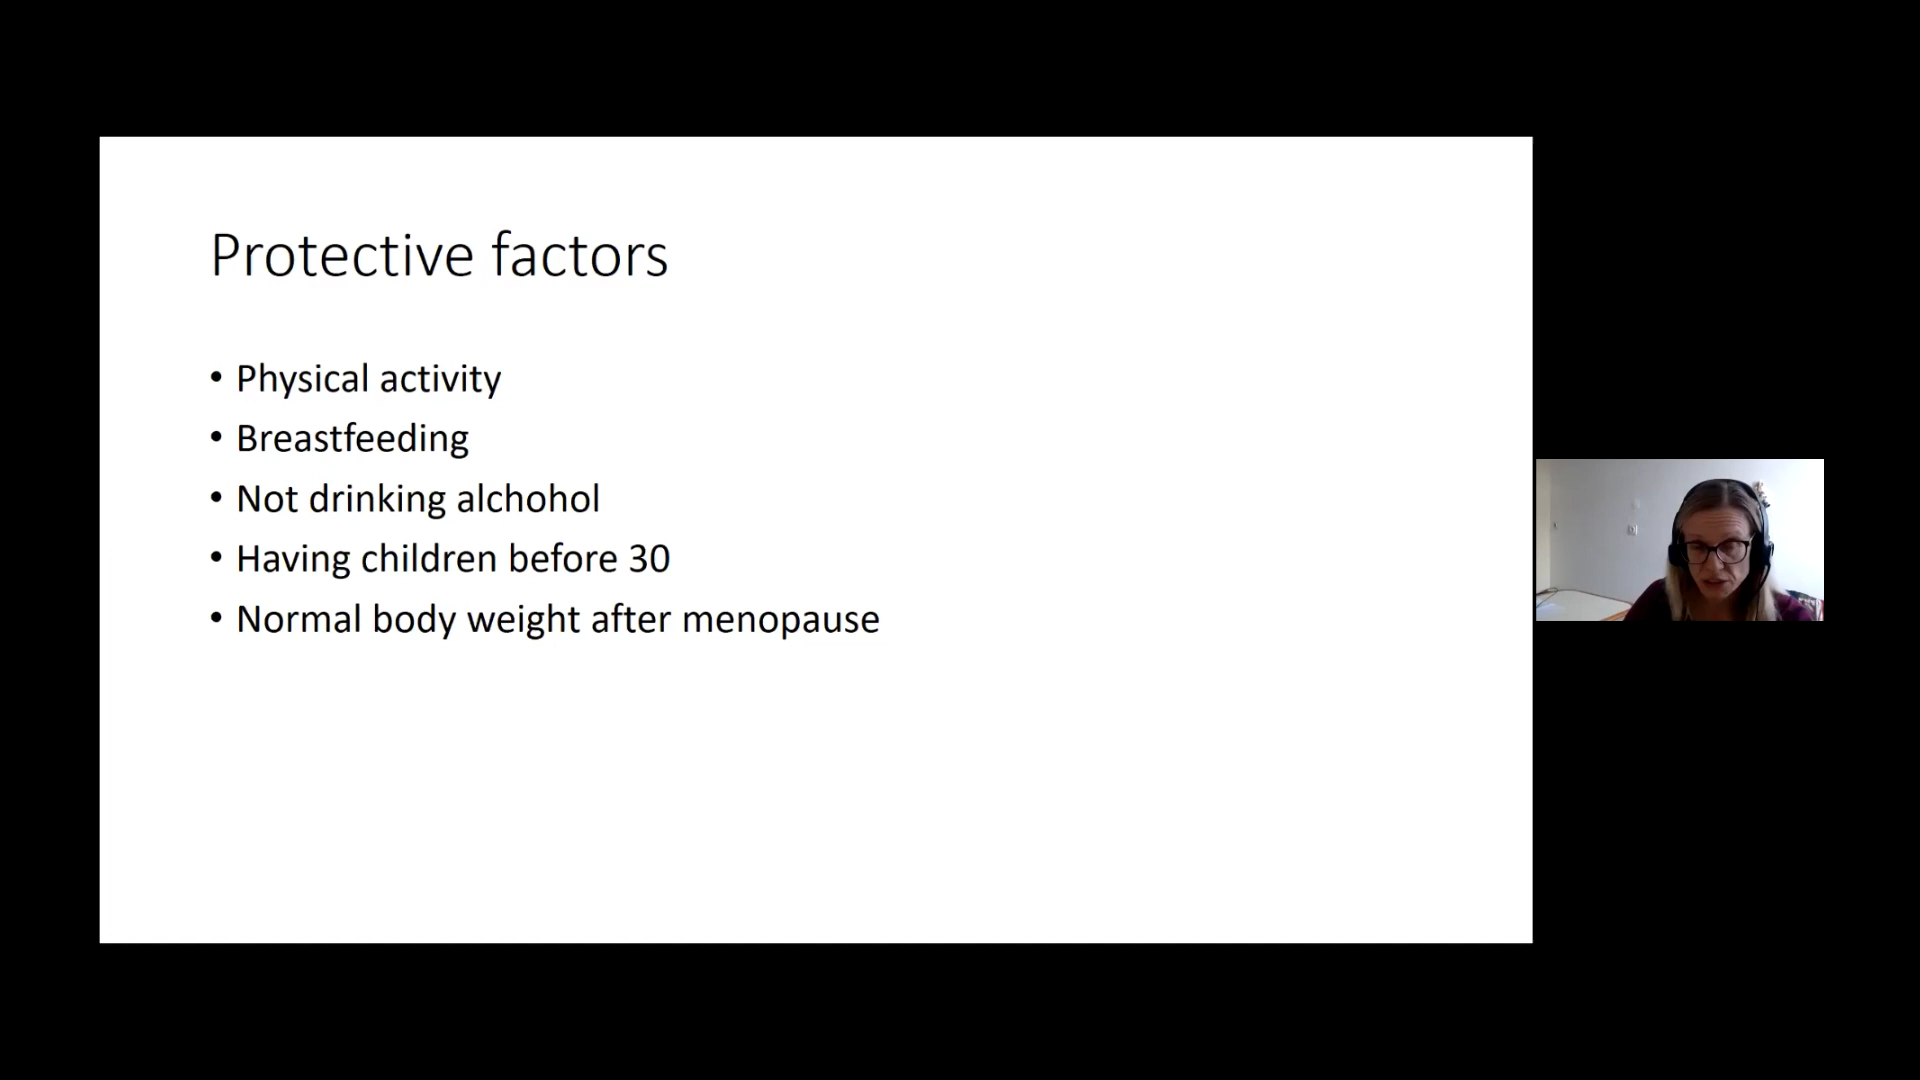 Protective factors
• Physical activity
• Breastfeeding
• Not drinking alchohol
• Having children before 30
• Normal body weight after menopause